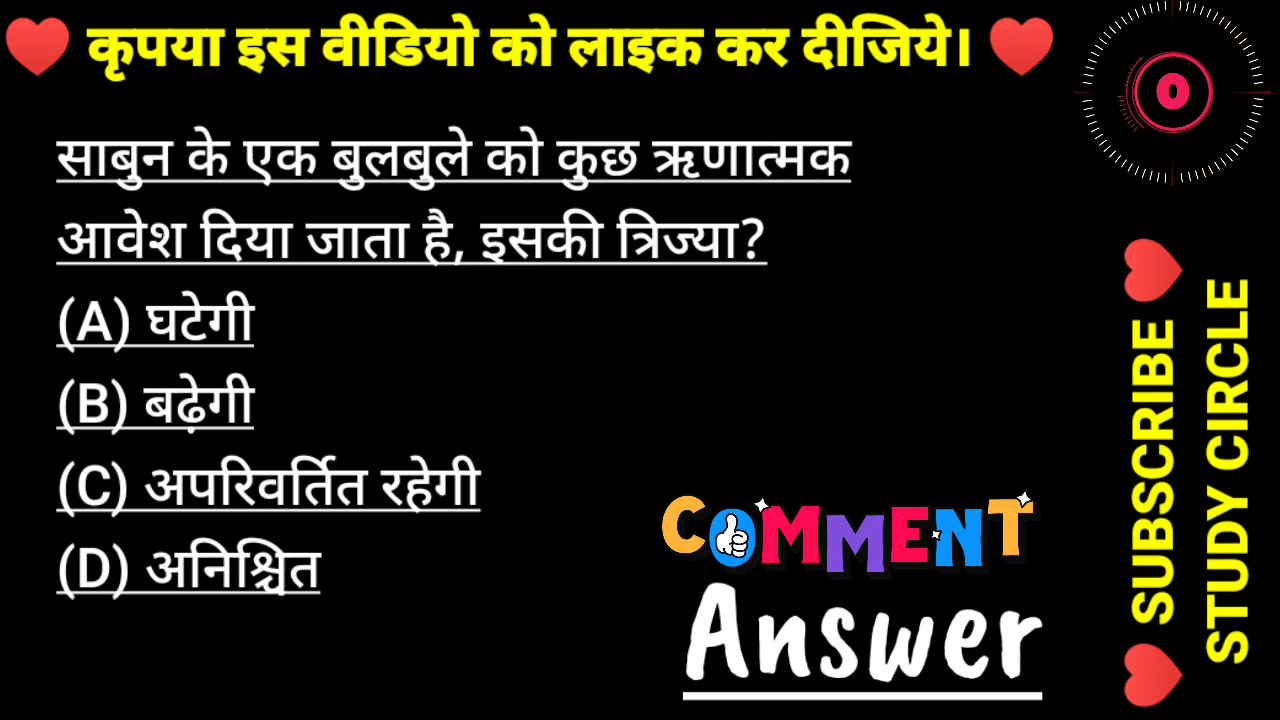 ❤️ कृपया इस वीडियो को लाइक कर दीजिये। ❤️
0
साबुन के एक बुलबुले को कुछ ऋणात्मक
आवेश दिया जाता है, इसकी त्रिज्या?
(A) घटेगी
(B) बढ़ेगी
(C) अपरिवर्तित रहेगी
(D) अनिश्चित
COMMENT
Answer
❤️ SUBSCRIBE ❤️
STUDY CIRCLE